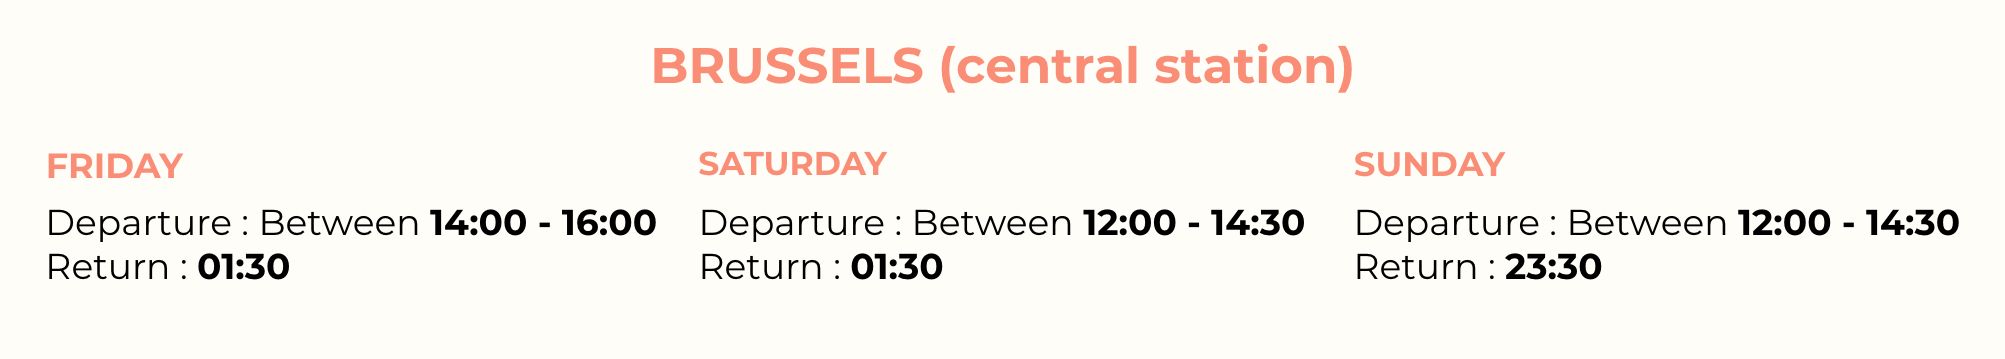 BRUSSELS (central station)
FRIDAY
Departure : Between 14:00 - 16:00
Return : 01:30
SATURDAY
Departure : Between 12:00 - 14:30
Return : 01:30
SUNDAY
Departure : Between 12:00 - 14:30
Return : 23:30